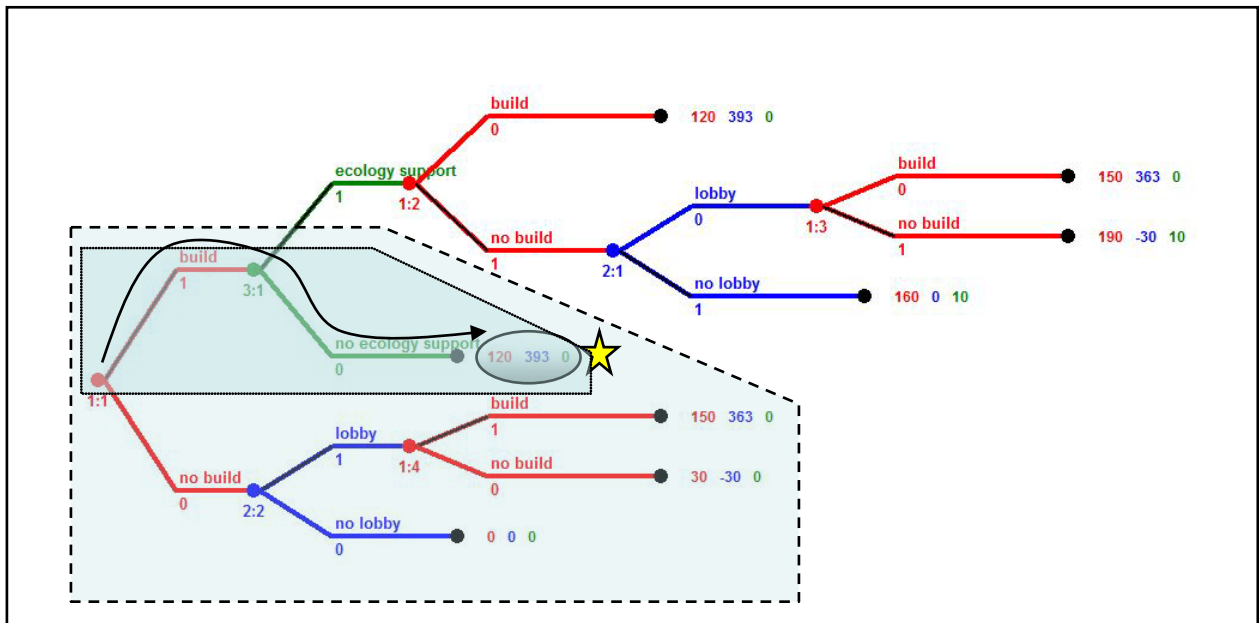 build
0
120 393 0
ecology support
1
1:2
build
0
150 363 0
lobby
0
1:3
no build
1
190 -30 10
no build
1
2:1
no lobby
1
160 0 10
build
1
3:1
no ecology support
0
120 393 0
1:1
build
1
150 363 0
lobby
1
1:4
no build
0
30 -30 0
no build
0
2:2
no lobby
0
0 0 0